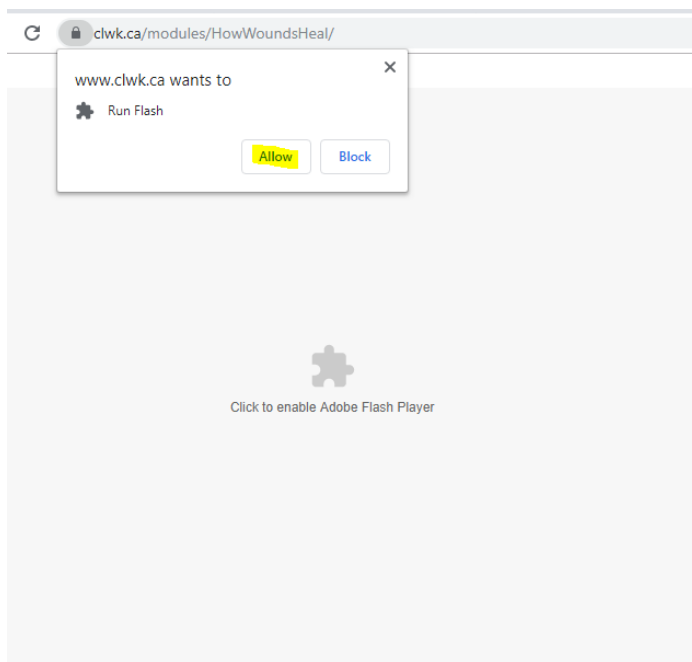 clwk.ca/modules/HowWoundsHeal/
www.clwk.ca wants to
Run Flash
Allow Block
Click to enable Adobe Flash Player